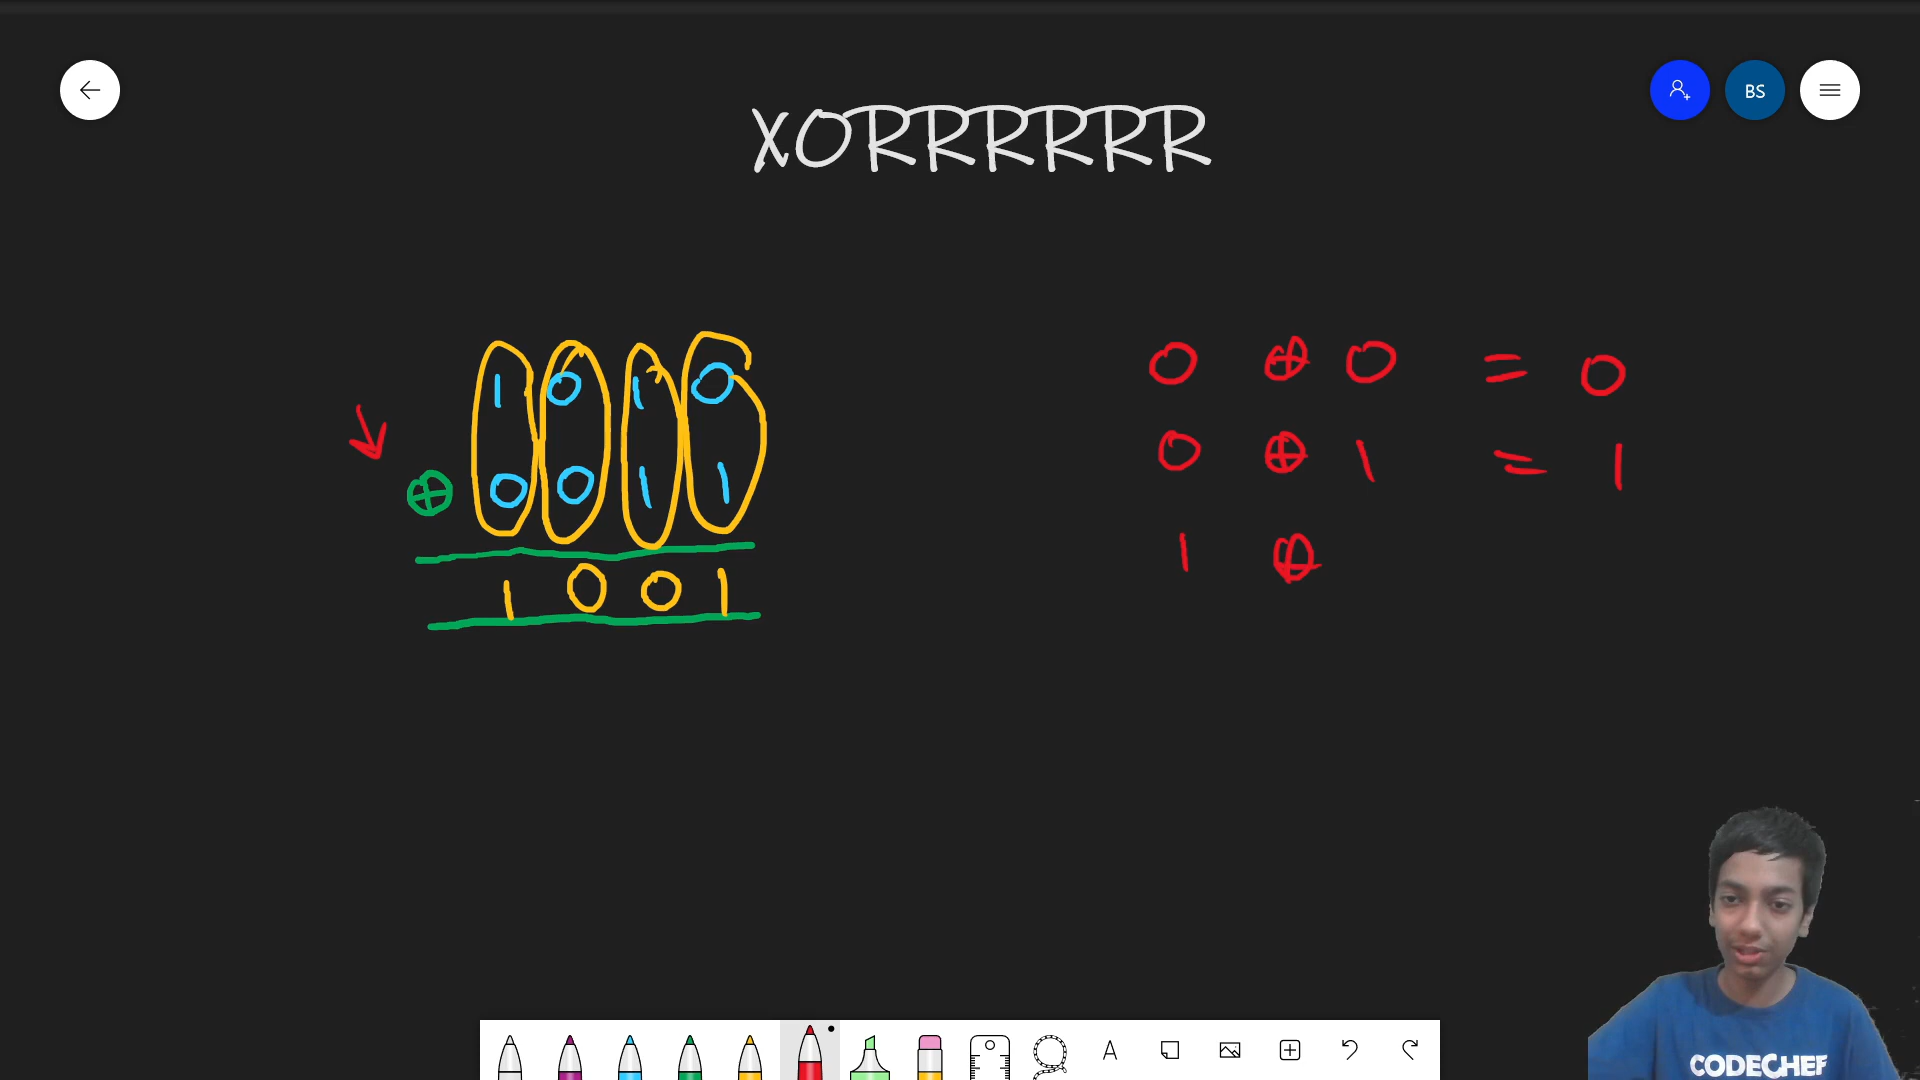 BS
XORRRRRR
1 0 1 0
⊕ 0 0 1 1
1 0 0 1
0 ⊕ 0 = 0
0 ⊕ 1 = 1
1 ⊕
CODECHEF
A